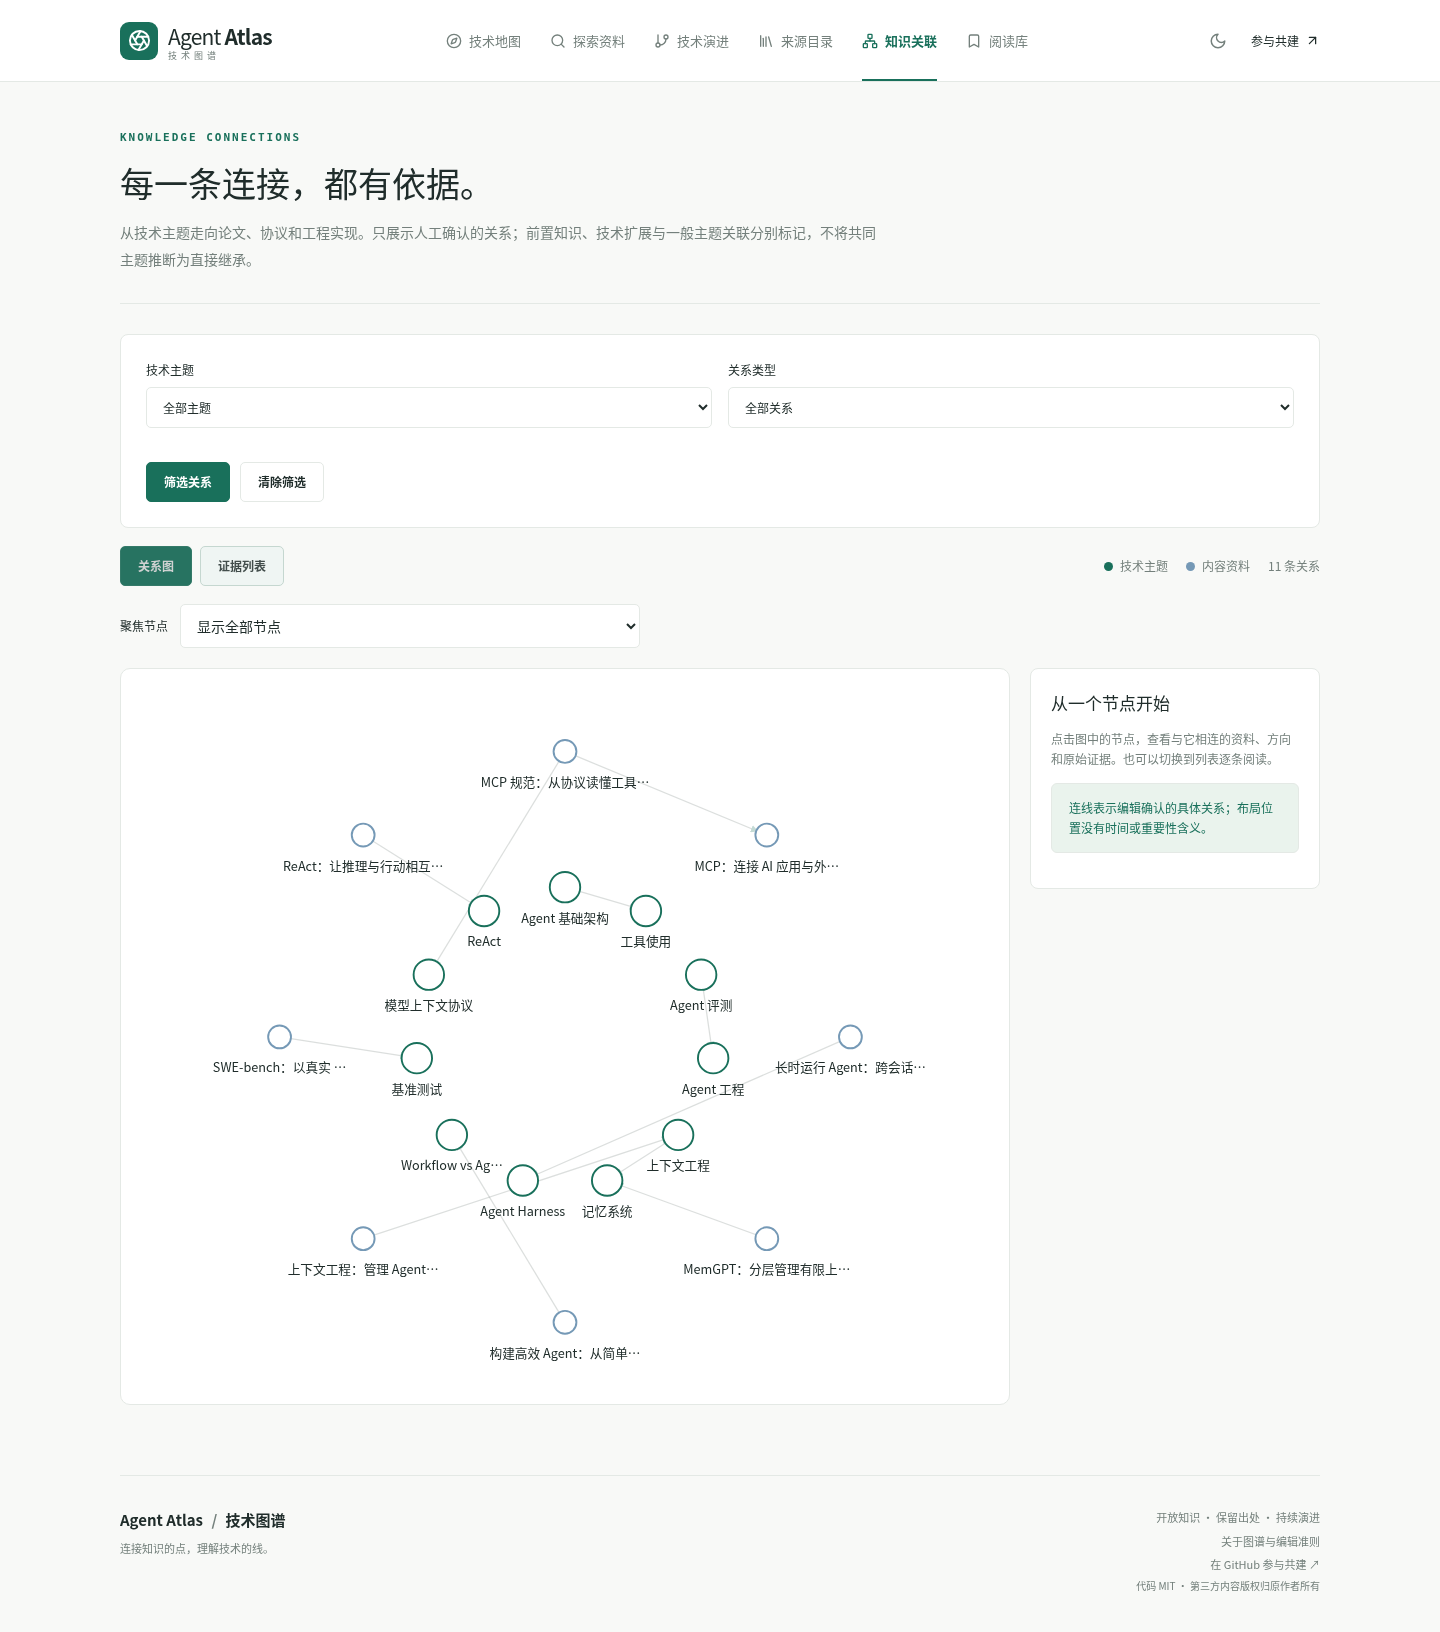 Agent Atlas
技术图谱
技术地图
探索资料
技术演进
来源目录
知识关联
阅读库
参与共建
KNOWLEDGE CONNECTIONS
每一条连接，都有依据。
从技术主题走向论文、协议和工程实现。只展示人工确认的关系；前置知识、技术扩展与一般主题关联分别标记，不将共同
主题推断为直接继承。
技术主题
关系类型
全部主题
全部关系
筛选关系
清除筛选
关系图
证据列表
技术主题
内容资料
11 条关系
聚焦节点
显示全部节点
MCP 规范：从协议读懂工具…
ReAct：让推理与行动相互…
MCP：连接 AI 应用与外…
Agent 基础架构
ReAct
工具使用
模型上下文协议
Agent 评测
SWE-bench：以真实 …
长时运行 Agent：跨会话…
基准测试
Agent 工程
Workflow vs Ag…
上下文工程
Agent Harness
记忆系统
上下文工程：管理 Agent…
MemGPT：分层管理有限上…
构建高效 Agent：从简单…
从一个节点开始
点击图中的节点，查看与它相连的资料、方向
和原始证据。也可以切换到列表逐条阅读。
连线表示编辑确认的具体关系；布局位
置没有时间或重要性含义。
Agent Atlas / 技术图谱
连接知识的点，理解技术的线。
开放知识 · 保留出处 · 持续演进
关于图谱与编辑准则
在 GitHub 参与共建 ↗
代码 MIT · 第三方内容版权归原作者所有